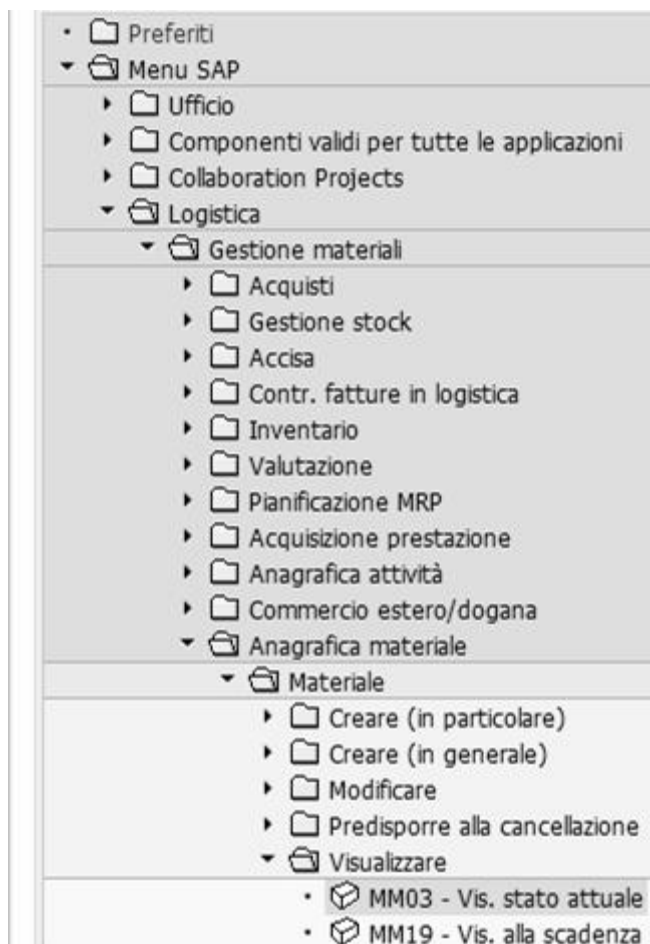 Preferiti
Menu SAP
Ufficio
Componenti validi per tutte le applicazioni
Collaboration Projects
Logistica
Gestione materiali
Acquisti
Gestione stock
Accisa
Contr. fatture in logistica
Inventario
Valutazione
Pianificazione MRP
Acquisizione prestazione
Anagrafica attività
Commercio estero/dogana
Anagrafica materiale
Materiale
Creare (in particolare)
Creare (in generale)
Modificare
Predisporre alla cancellazione
Visualizzare
MM03 - Vis. stato attuale
MM19 - Vis. alla scadenza